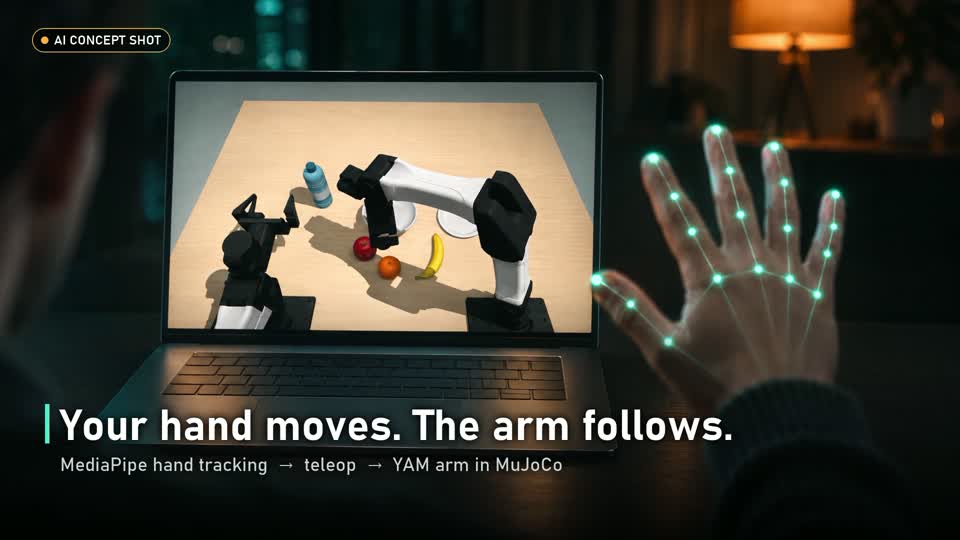 AI CONCEPT SHOT
Your hand moves. The arm follows.
MediaPipe hand tracking → teleop → YAM arm in MuJoCo